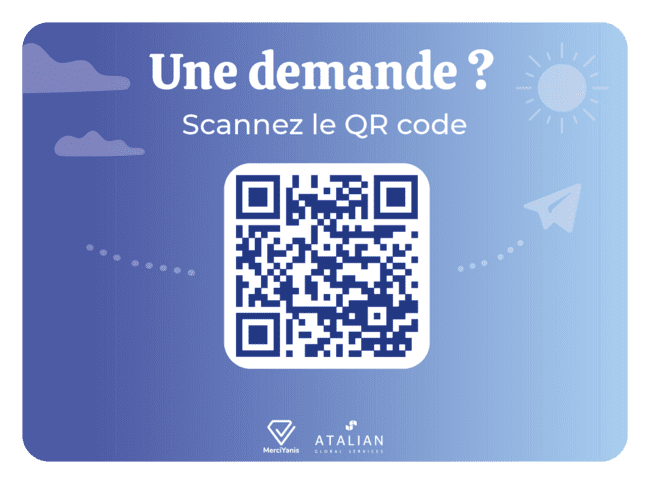 Une demande ?
Scannez le QR code
MerciYanis
ATALIAN
GLOBAL SERVICES